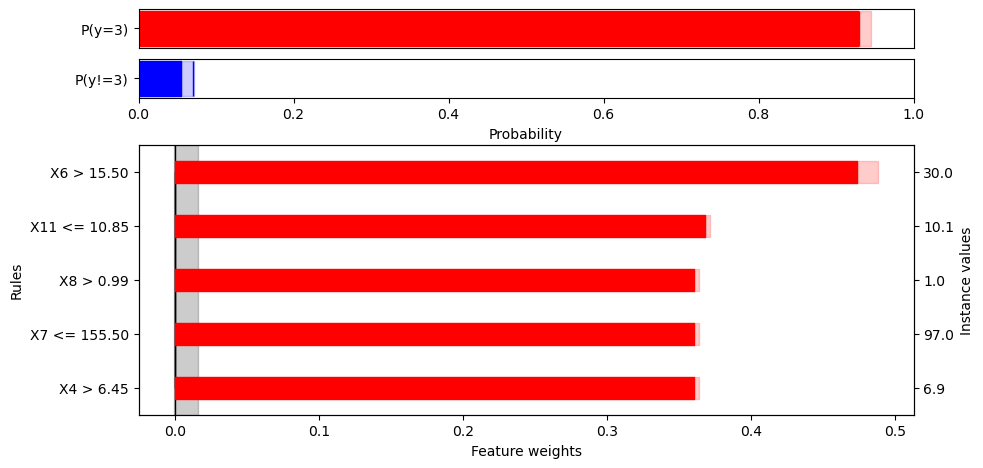 P(y=3)
P(y!=3)
0.0 0.2 0.4 0.6 0.8 1.0
Probability
X6 > 15.50 30.0
X11 <= 10.85 10.1
X8 > 0.99 1.0
X7 <= 155.50 97.0
X4 > 6.45 6.9
Rules
Instance values
0.0 0.1 0.2 0.3 0.4 0.5
Feature weights